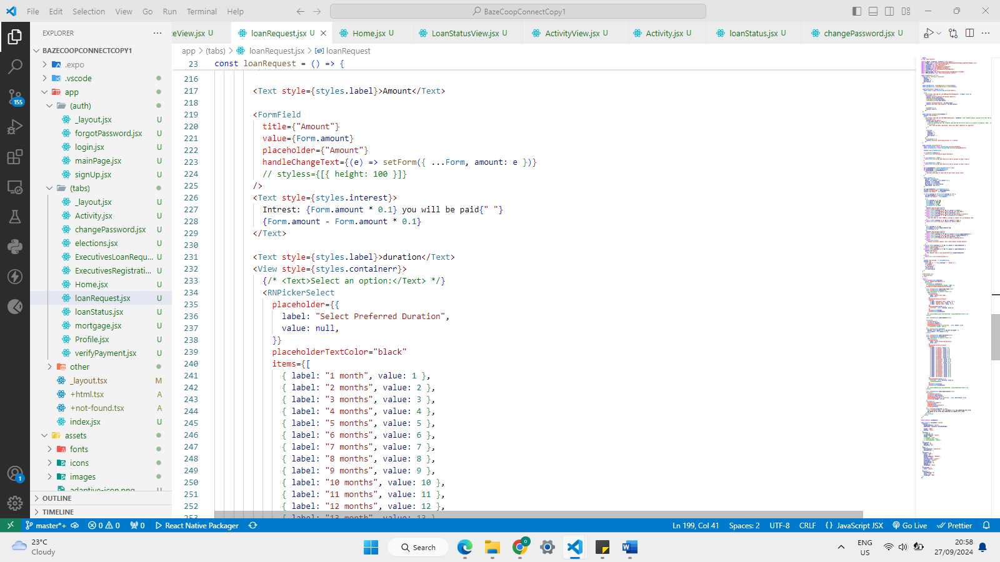 File Edit Selection View Go Run Terminal Help
BazeCoopConnectCopy1
EXPLORER
eView.jsx U
loanRequest.jsx U
Home.jsx U
LoanStatusView.jsx U
ActivityView.jsx U
Activity.jsx U
loanStatus.jsx U
changePassword.jsx U
app > (tabs) > loanRequest.jsx > loanRequest
BAZECOOPCONNECTCOPY1
.expo
.vscode
app
(auth)
_layout.jsx U
forgotPassword.jsx U
login.jsx U
mainPage.jsx U
signUp.jsx U
(tabs)
_layout.jsx U
Activity.jsx U
changePassword.jsx U
elections.jsx U
ExecutivesLoanRequ... U
ExecutivesRegistrati... U
Home.jsx U
loanRequest.jsx U
loanStatus.jsx U
mortgage.jsx U
Profile.jsx U
verifyPayment.jsx U
other
_layout.tsx M
+html.tsx A
+not-found.tsx A
index.jsx U
assets
fonts
icons
images
adaptive-icon.png U
OUTLINE
TIMELINE
155
1
23 const loanRequest = () => {
216
217 <Text style={styles.label}>Amount</Text>
218
219 <FormField
220 title={"Amount"}
221 value={Form.amount}
222 placeholder={"Amount"}
223 handleChangeText={(e) => setForm({ ...Form, amount: e })}
224 // styless={[{ height: 100 }]}
225 />
226 <Text style={styles.interest}>
227 Intrest: {Form.amount * 0.1} you will be paid{" "}
228 {Form.amount - Form.amount * 0.1}
229 </Text>
230
231 <Text style={styles.label}>duration</Text>
232 <View style={styles.containerr}>
233 {/* <Text>Select an option:</Text> */}
234 <RNPickerSelect
235 placeholder={{
236 label: "Select Preferred Duration",
237 value: null,
238 }}
239 placeholderTextColor="black"
240 items={[
241 { label: "1 month", value: 1 },
242 { label: "2 months", value: 2 },
243 { label: "3 months", value: 3 },
244 { label: "4 months", value: 4 },
245 { label: "5 months", value: 5 },
246 { label: "6 months", value: 6 },
247 { label: "7 months", value: 7 },
248 { label: "8 months", value: 8 },
249 { label: "9 months", value: 9 },
250 { label: "10 months", value: 10 },
251 { label: "11 months", value: 11 },
252 { label: "12 months", value: 12 },
253 { label: "13 month", value: 13 },
master*+ 0 0 0 React Native Packager
Ln 199, Col 41 Spaces: 2 UTF-8 CRLF {} JavaScript JSX Go Live Prettier
23°C
Cloudy
Search
ENG
US
20:58
27/09/2024